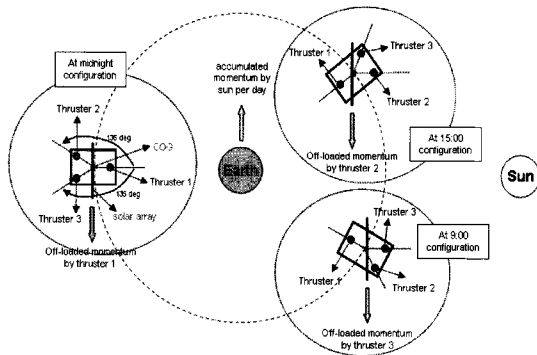 At midnight
configuration
Thruster 2
135 deg
COG
Thruster 1
135 deg
Thruster 3
solar array
Off-loaded momentum
by thruster 1
accumulated
momentum by
sun per day
Earth
Thruster 1
Thruster 3
Thruster 2
Off-loaded momentum
by thruster 2
At 15:00
configuration
Sun
Thruster 3
At 9:00
configuration
Thruster 1
Thruster 2
Off-loaded momentum
by thruster 3